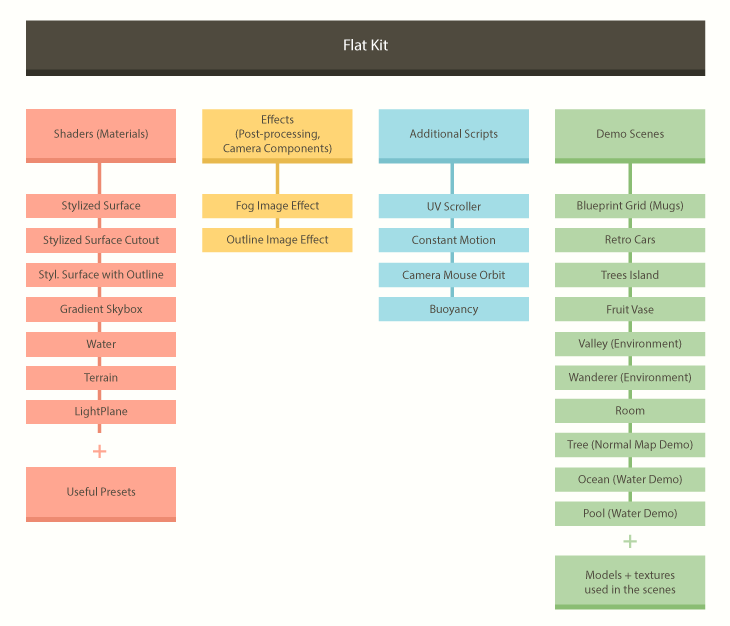 Flat Kit
Shaders (Materials)
Stylized Surface
Stylized Surface Cutout
Styl. Surface with Outline
Gradient Skybox
Water
Terrain
LightPlane
+
Useful Presets
Effects
(Post-processing,
Camera Components)
Fog Image Effect
Outline Image Effect
Additional Scripts
UV Scroller
Constant Motion
Camera Mouse Orbit
Buoyancy
Demo Scenes
Blueprint Grid (Mugs)
Retro Cars
Trees Island
Fruit Vase
Valley (Environment)
Wanderer (Environment)
Room
Tree (Normal Map Demo)
Ocean (Water Demo)
Pool (Water Demo)
+
Models + textures
used in the scenes